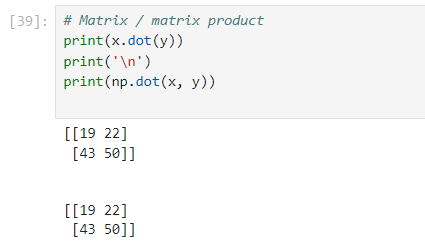 [39]: # Matrix / matrix product
print(x.dot(y))
print('\n')
print(np.dot(x, y))
[[19 22]
 [43 50]]
[[19 22]
 [43 50]]